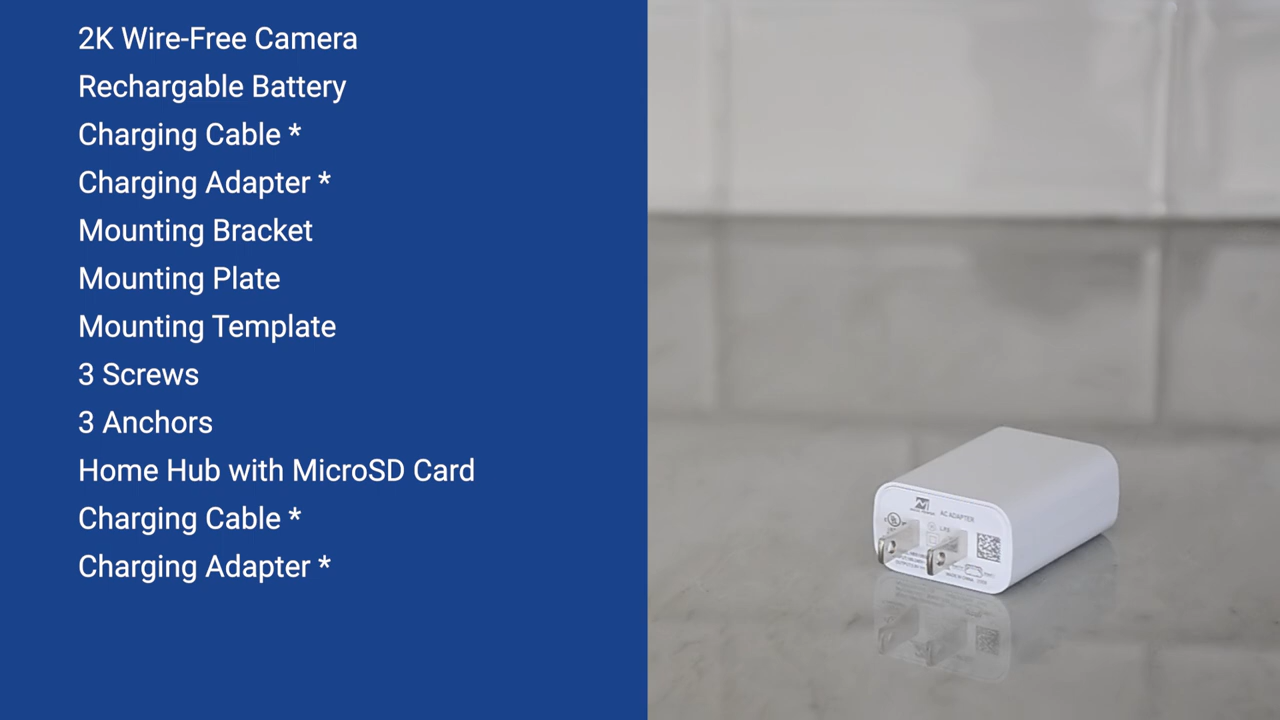 2K Wire-Free Camera
Rechargable Battery
Charging Cable *
Charging Adapter *
Mounting Bracket
Mounting Plate
Mounting Template
3 Screws
3 Anchors
Home Hub with MicroSD Card
Charging Cable *
Charging Adapter *
AC ADAPTER